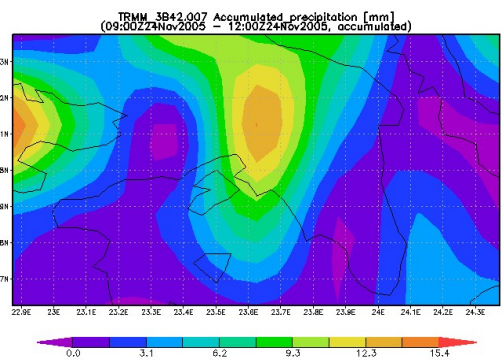 TRMM_3B42.007 Accumulated precipitation [mm]
(09:00Z24Nov2005 – 12:00Z24Nov2005, accumulated)
22.9E 23E 23.1E 23.2E 23.3E 23.4E 23.5E 23.6E 23.7E 23.8E 23.9E 24E 24.1E 24.2E 24.3E
0.0 3.1 6.2 9.3 12.3 15.4